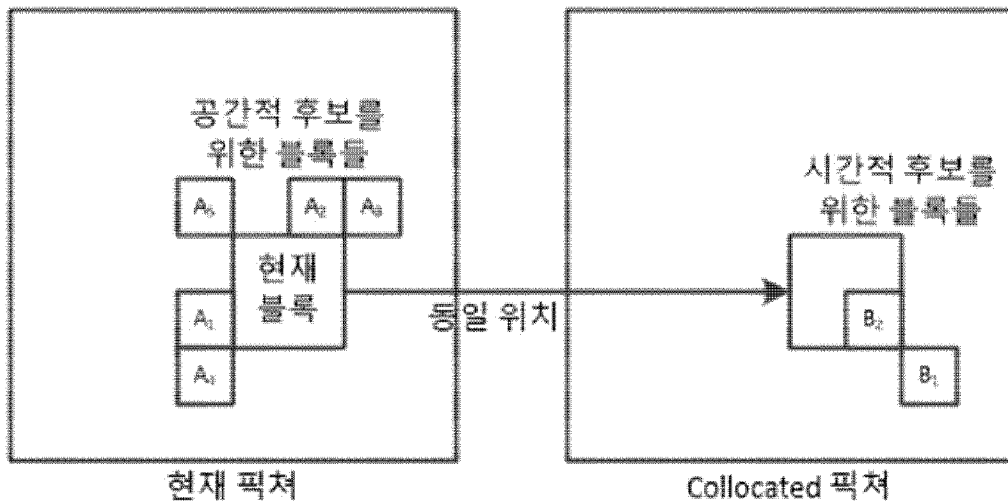 공간적 후보를
위한 블록들
A₅
A₂
A₃
현재
블록
A₁
A₄
현재 픽쳐
동일 위치
시간적 후보를
위한 블록들
B₂
B₁
Collocated 픽쳐